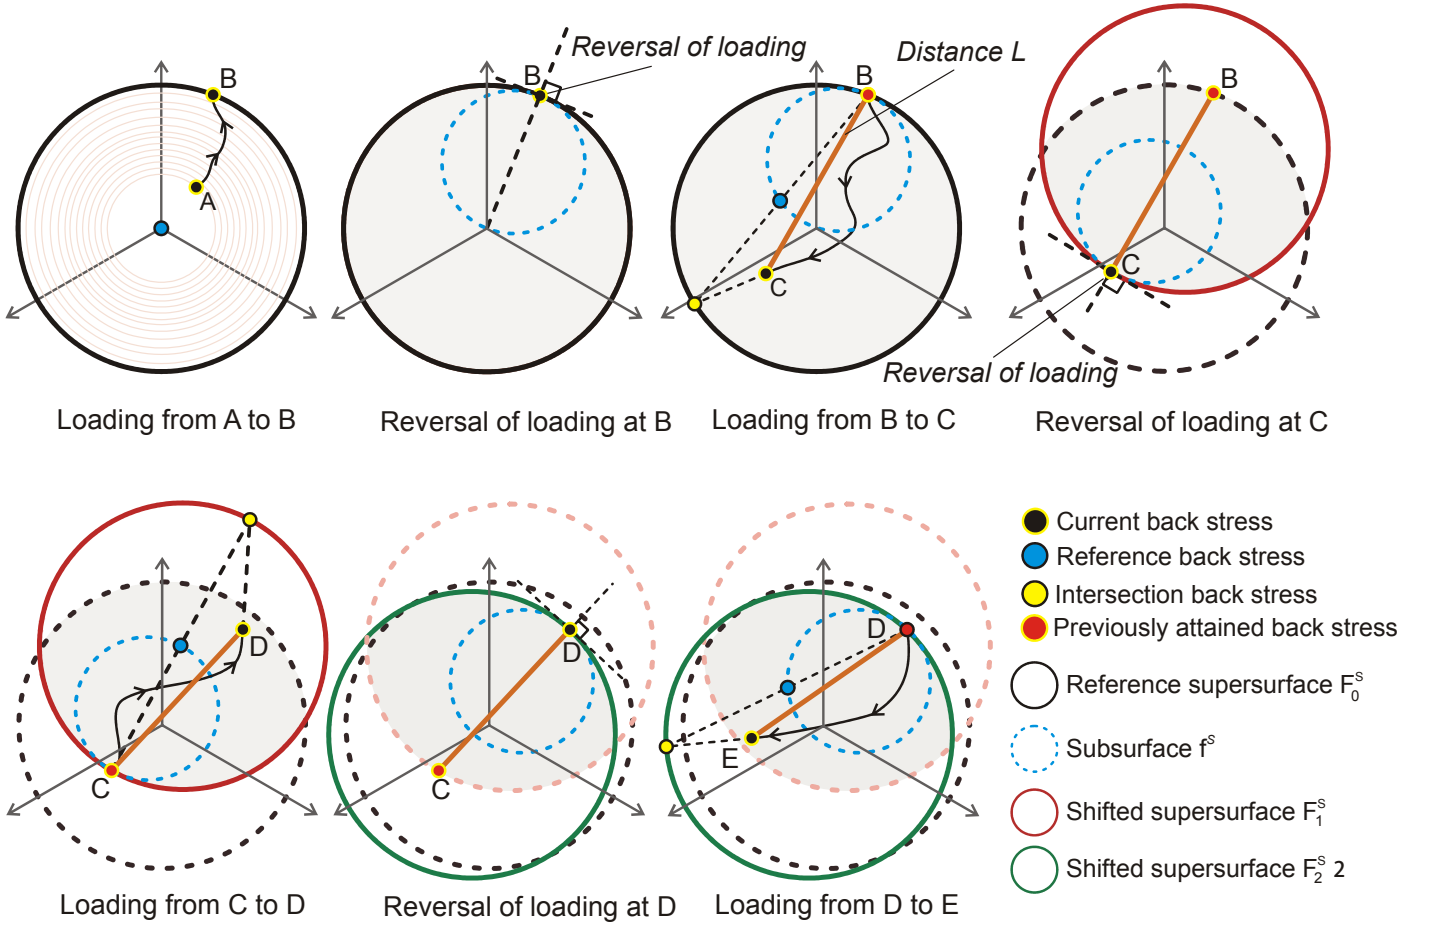 Reversal of loading
Distance L
B
A
B
B
C
B
C
Reversal of loading
Loading from A to B
Reversal of loading at B
Loading from B to C
Reversal of loading at C
D
C
D
C
D
E
Current back stress
Reference back stress
Intersection back stress
Previously attained back stress
Reference supersurface F₀ˢ
Subsurface fˢ
Shifted supersurface F₁ˢ
Shifted supersurface F₂ˢ 2
Loading from C to D
Reversal of loading at D
Loading from D to E